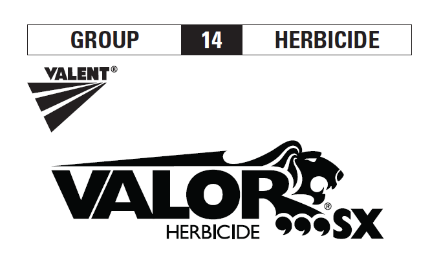 GROUP 14 HERBICIDE
VALENT®
VALOR® SX
HERBICIDE